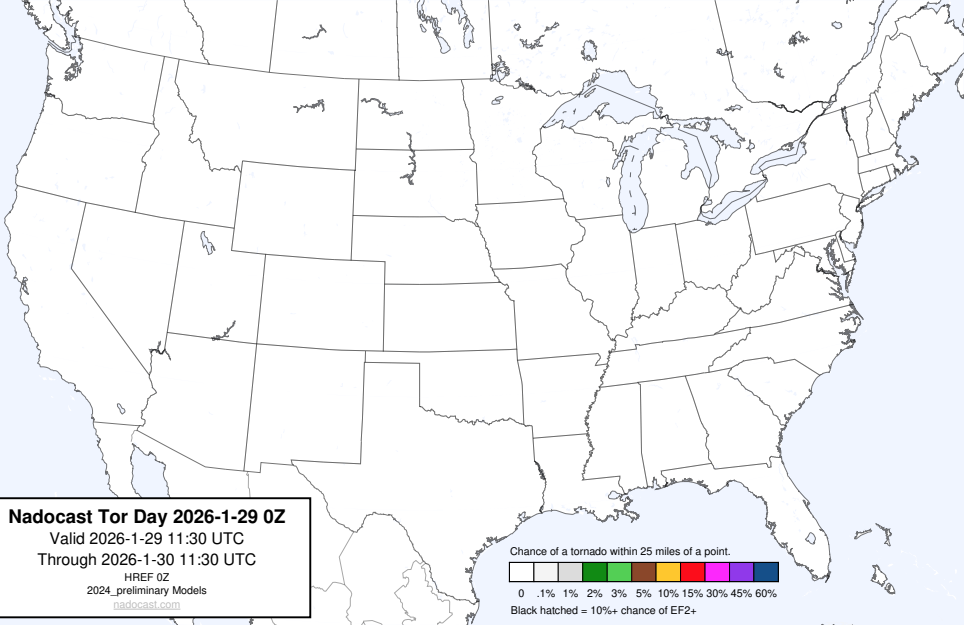 Nadocast Tor Day 2026-1-29 0Z
Valid 2026-1-29 11:30 UTC
Through 2026-1-30 11:30 UTC
HREF 0Z
2024_preliminary Models
nadocast.com
Chance of a tornado within 25 miles of a point.
0 .1% 1% 2% 3% 5% 10% 15% 30% 45% 60%
Black hatched = 10%+ chance of EF2+